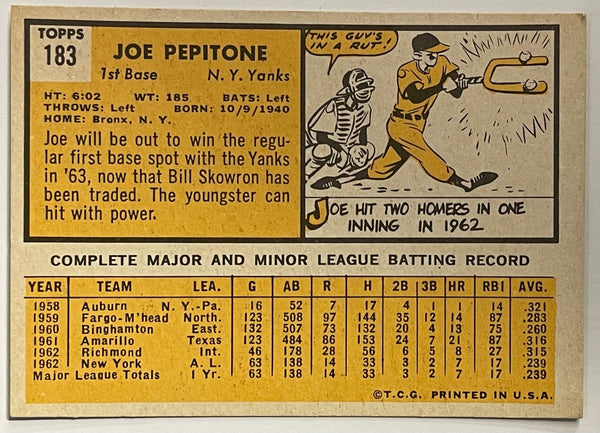 TOPPS
183
JOE PEPITONE
1st Base N. Y. Yanks
HT: 6:02 WT: 185 BATS: Left
THROWS: Left BORN: 10/9/1940
HOME: Bronx, N. Y.
Joe will be out to win the regu-
lar first base spot with the Yanks
in '63, now that Bill Skowron has
been traded. The youngster can
hit with power.
THIS GUY'S
IN A RUT!
JOE HIT TWO HOMERS IN ONE
INNING IN 1962
COMPLETE MAJOR AND MINOR LEAGUE BATTING RECORD
YEAR TEAM LEA. G AB R H 2B 3B HR RBI AVG.
1958 Auburn N. Y.-Pa. 16 52 7 17 4 1 1 14 .321
1959 Fargo-M'head North. 123 508 97 144 35 12 14 87 .283
1960 Binghamton East. 132 507 73 132 20 4 13 75 .260
1961 Amarillo Texas 123 484 86 153 24 7 21 87 .316
1962 Richmond Int. 46 178 28 56 6 5 8 27 .315
1962 New York A. L. 63 138 14 33 3 2 7 17 .239
Major League Totals 1 Yr. 63 138 14 33 3 2 7 17 .239
©T.C.G. PRINTED IN U.S.A.